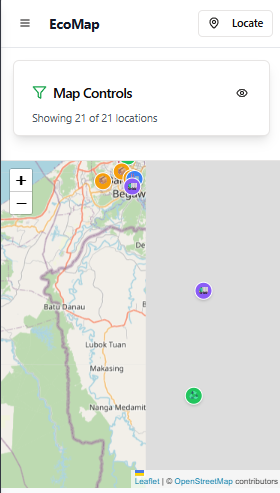 EcoMap
Locate
Map Controls
Showing 21 of 21 locations
+
−
Begaw
De
Batu Danau
B
Lubok Tuan
Makasing
Nanga Medamit
Leaflet | © OpenStreetMap contributors